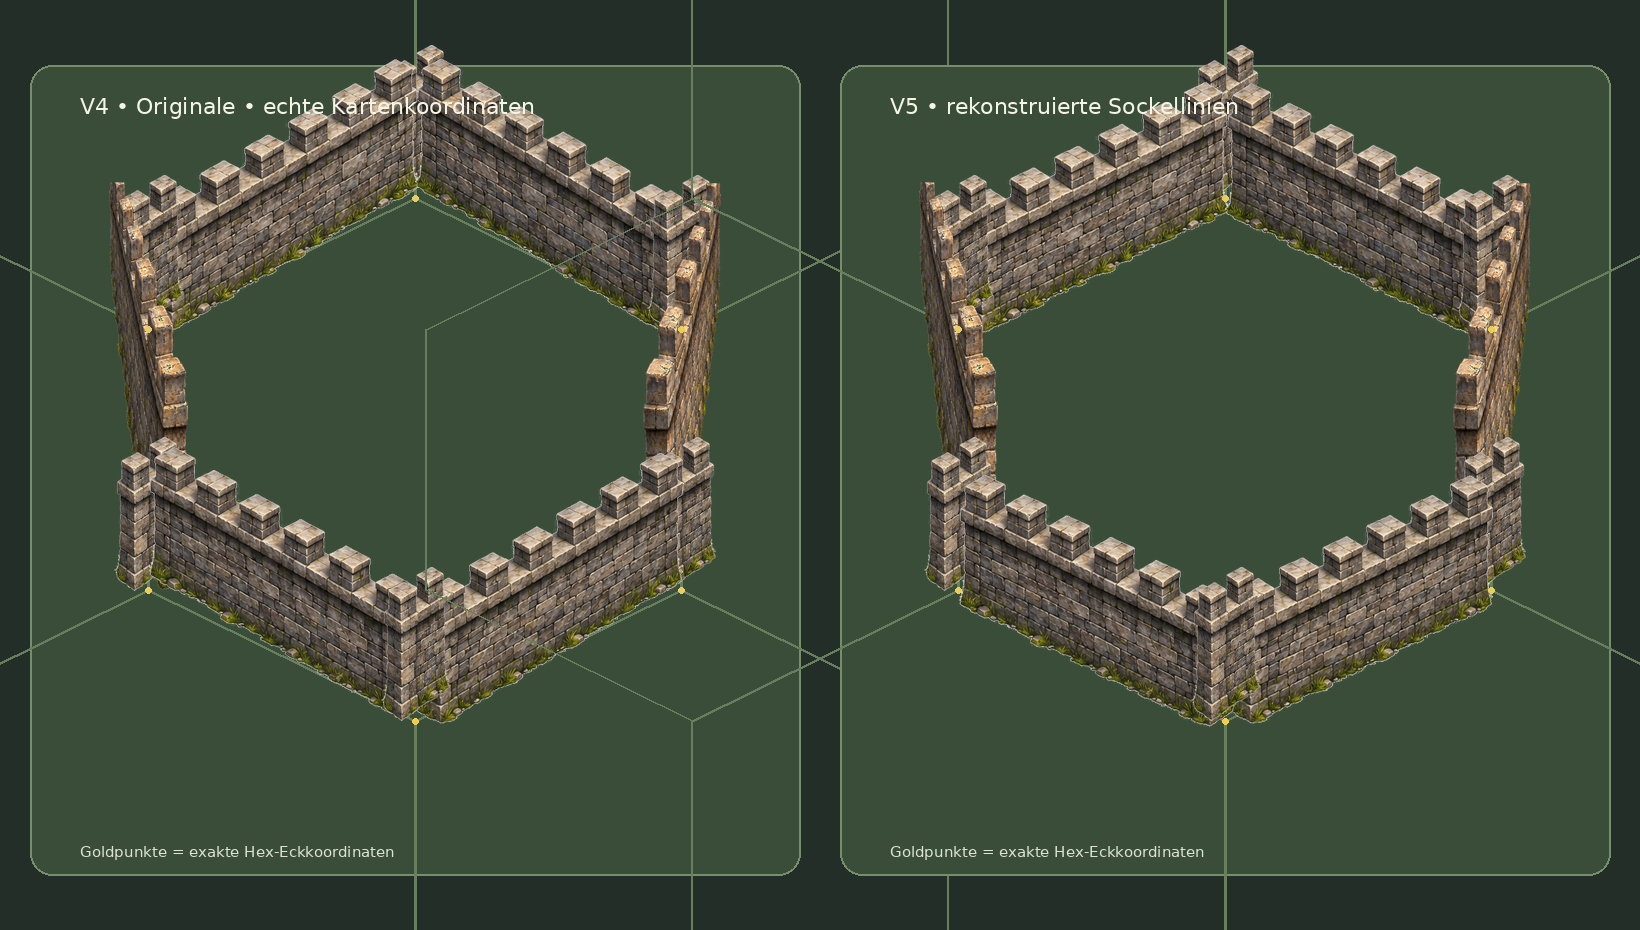 V4 • Originale • echte Kartenkoordinaten
V5 • rekonstruierte Sockellinien
Goldpunkte = exakte Hex-Eckkoordinaten
Goldpunkte = exakte Hex-Eckkoordinaten